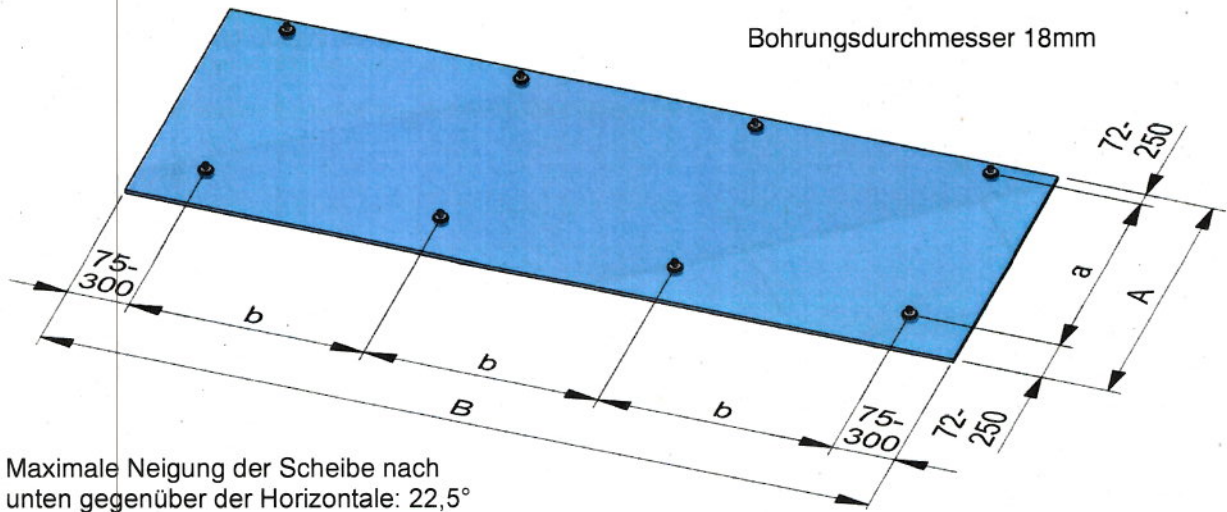 Bohrungsdurchmesser 18mm
72-
250
a
A
75-
300
b
b
b
B
75-
300
72-
250
Maximale Neigung der Scheibe nach
unten gegenüber der Horizontale: 22,5°